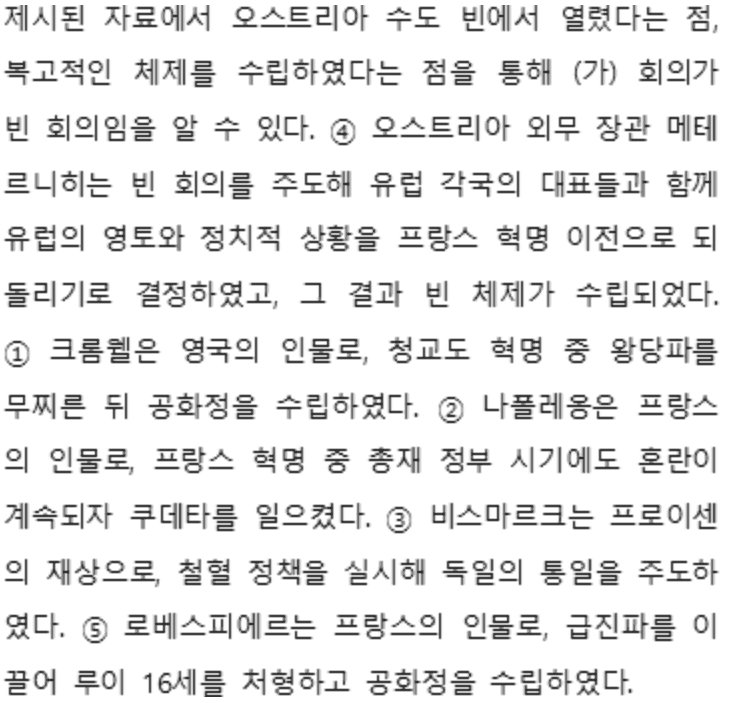 제시된 자료에서 오스트리아 수도 빈에서 열렸다는 점,
복고적인 체제를 수립하였다는 점을 통해 (가) 회의가
빈 회의임을 알 수 있다. ④ 오스트리아 외무 장관 메테
르니히는 빈 회의를 주도해 유럽 각국의 대표들과 함께
유럽의 영토와 정치적 상황을 프랑스 혁명 이전으로 되
돌리기로 결정하였고, 그 결과 빈 체제가 수립되었다.
① 크롬웰은 영국의 인물로, 청교도 혁명 중 왕당파를
무찌른 뒤 공화정을 수립하였다. ② 나폴레옹은 프랑스
의 인물로, 프랑스 혁명 중 총재 정부 시기에도 혼란이
계속되자 쿠데타를 일으켰다. ③ 비스마르크는 프로이센
의 재상으로, 철혈 정책을 실시해 독일의 통일을 주도하
였다. ⑤ 로베스피에르는 프랑스의 인물로, 급진파를 이
끌어 루이 16세를 처형하고 공화정을 수립하였다.